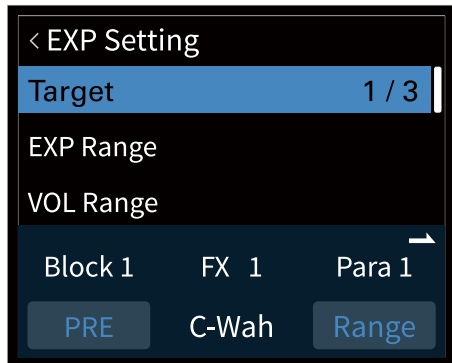 < EXP Setting
Target 1 / 3
EXP Range
VOL Range
Block 1 FX 1 Para 1
PRE C-Wah Range